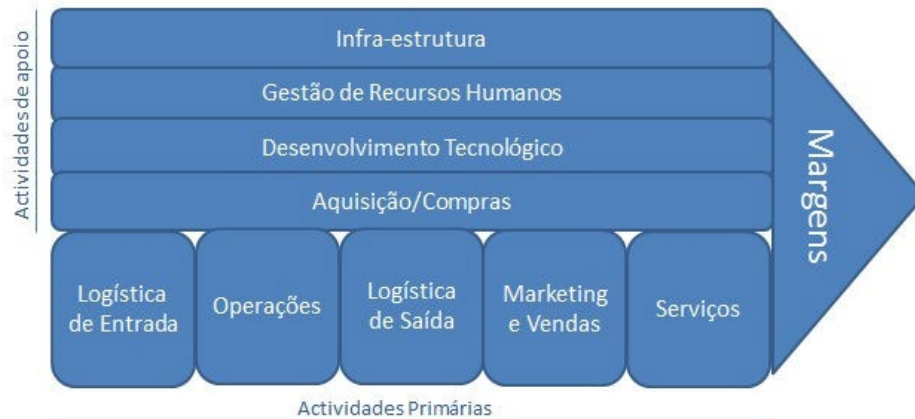 Actividades de apoio
Infra-estrutura
Gestão de Recursos Humanos
Desenvolvimento Tecnológico
Aquisição/Compras
Logística
de Entrada
Operações
Logística
de Saída
Marketing
e Vendas
Serviços
Margens
Actividades Primárias